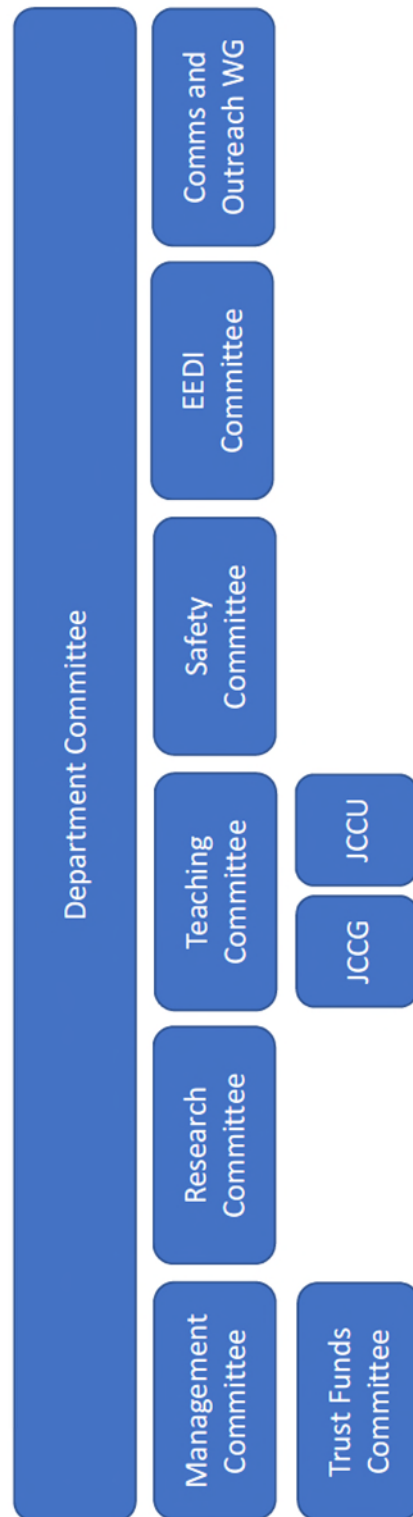 Department Committee
Management
Committee
Research
Committee
Teaching
Committee
Safety
Committee
EEDI
Committee
Comms and
Outreach WG
Trust Funds
Committee
JCCG
JCCU